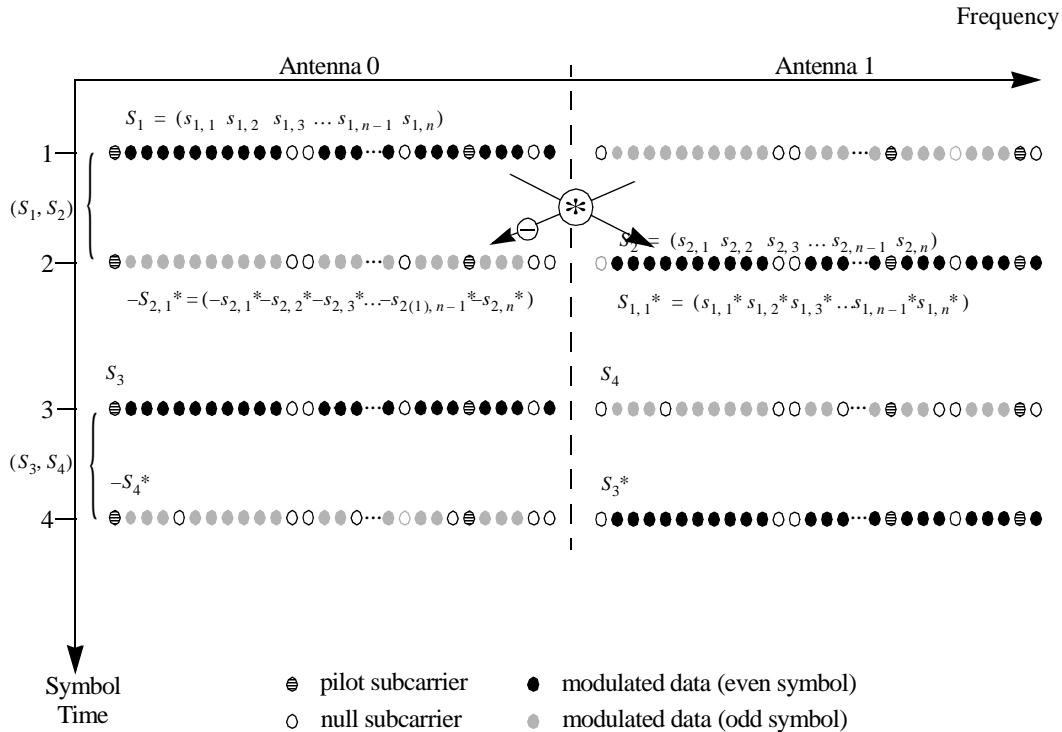 Frequency
Antenna 0 Antenna 1
S1 = (s1, 1 s1, 2 s1, 3 … s1, n – 1 s1, n)
1
(S1, S2)
*
–
S2 = (s2, 1 s2, 2 s2, 3 … s2, n – 1 s2, n)
2
–S2, 1* = (–s2, 1* –s2, 2* –s2, 3* … –s2(1), n – 1* –s2, n* )
S1, 1* = (s1, 1* s1, 2* s1, 3* … s1, n – 1* s1, n* )
S3 S4
3
(S3, S4)
–S4* S3*
4
Symbol
Time
pilot subcarrier modulated data (even symbol)
null subcarrier modulated data (odd symbol)